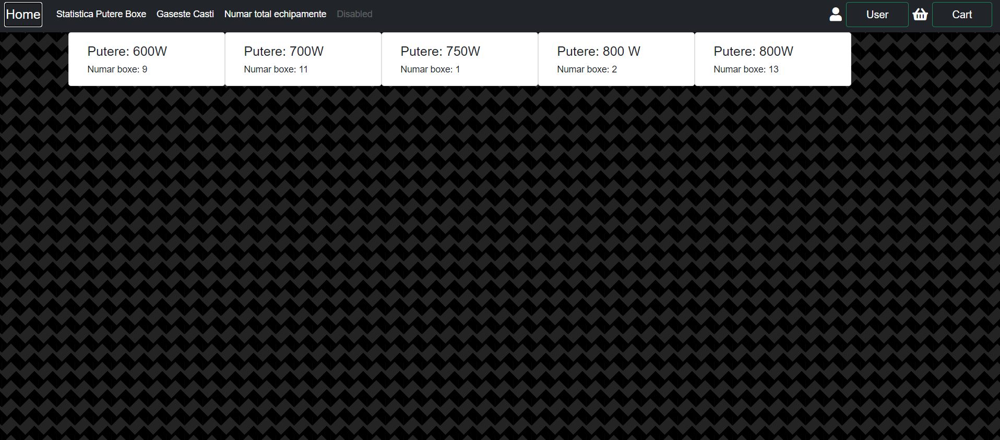 Home Statistica Putere Boxe Gaseste Casti Numar total echipamente Disabled User Cart
Putere: 600W
Numar boxe: 9
Putere: 700W
Numar boxe: 11
Putere: 750W
Numar boxe: 1
Putere: 800 W
Numar boxe: 2
Putere: 800W
Numar boxe: 13